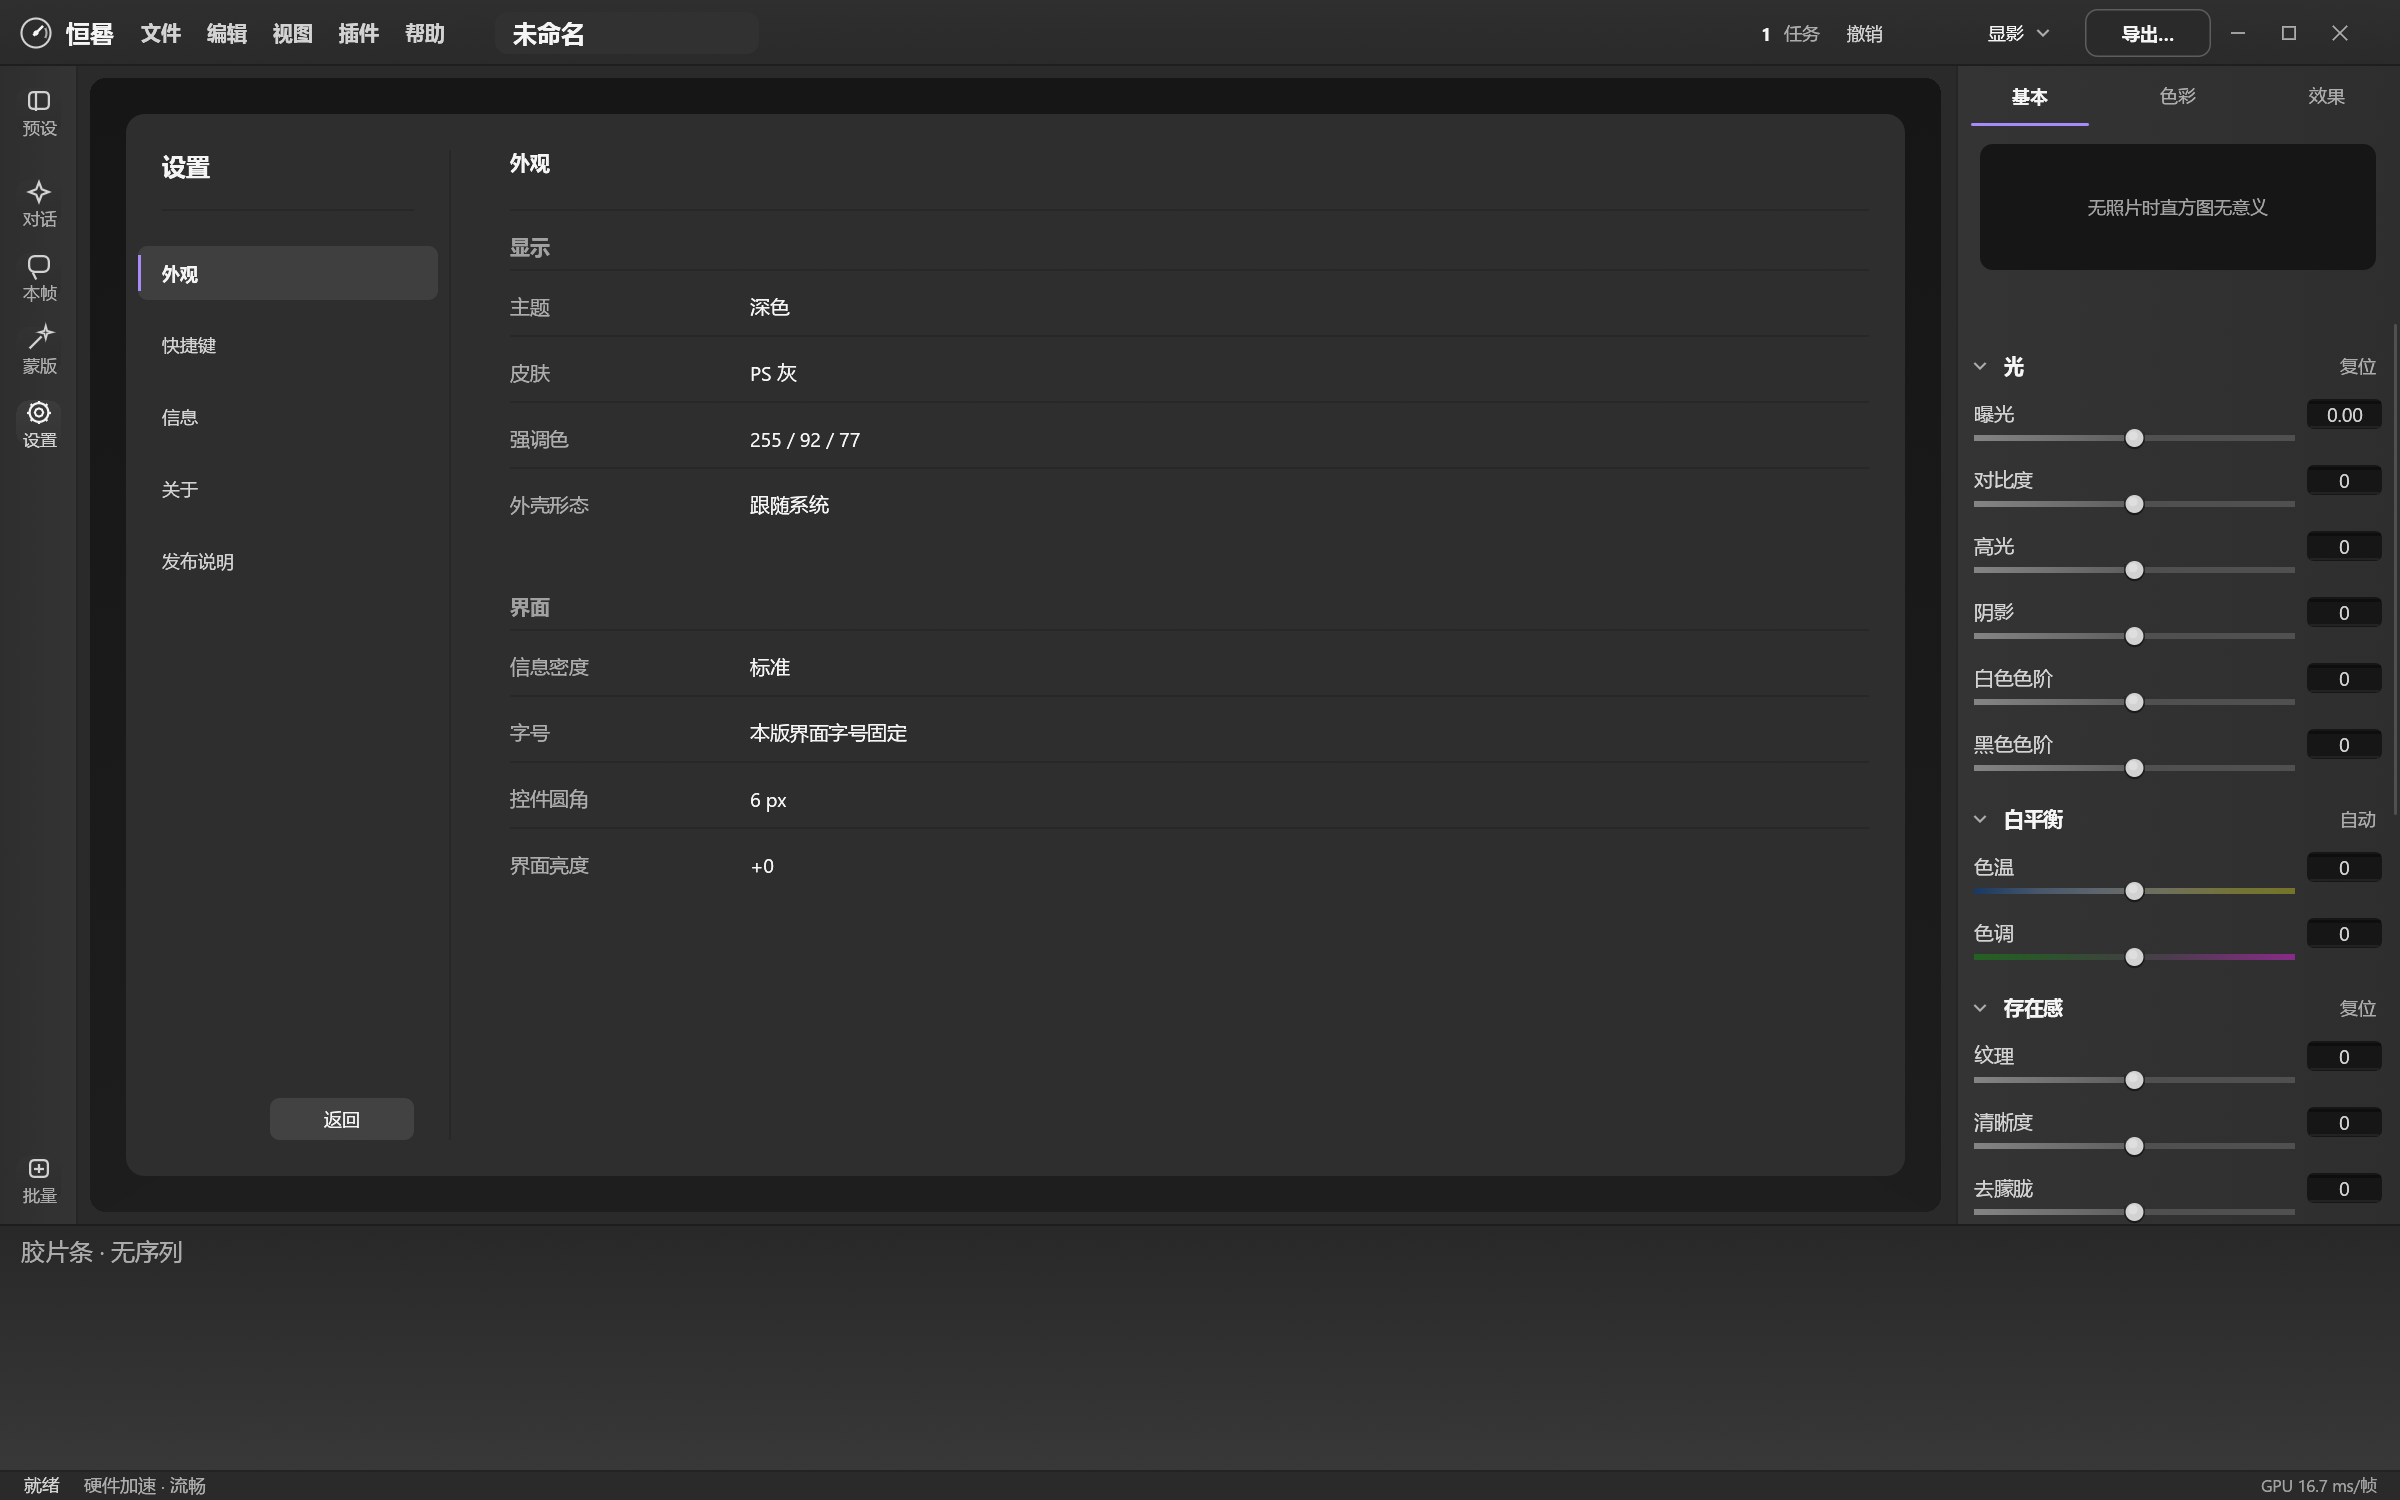 恒晷 文件 编辑 视图 插件 帮助 未命名 1 任务 撤销 显影 导出...
预设
对话
本帧
蒙版
设置
批量
设置
外观
快捷键
信息
关于
发布说明
返回
外观
显示
主题 深色
皮肤 PS 灰
强调色 255 / 92 / 77
外壳形态 跟随系统
界面
信息密度 标准
字号 本版界面字号固定
控件圆角 6 px
界面亮度 +0
基本 色彩 效果
无照片时直方图无意义
光 复位
曝光 0.00
对比度 0
高光 0
阴影 0
白色色阶 0
黑色色阶 0
白平衡 自动
色温 0
色调 0
存在感 复位
纹理 0
清晰度 0
去朦胧 0
胶片条 · 无序列
就绪 硬件加速 · 流畅 GPU 16.7 ms/帧